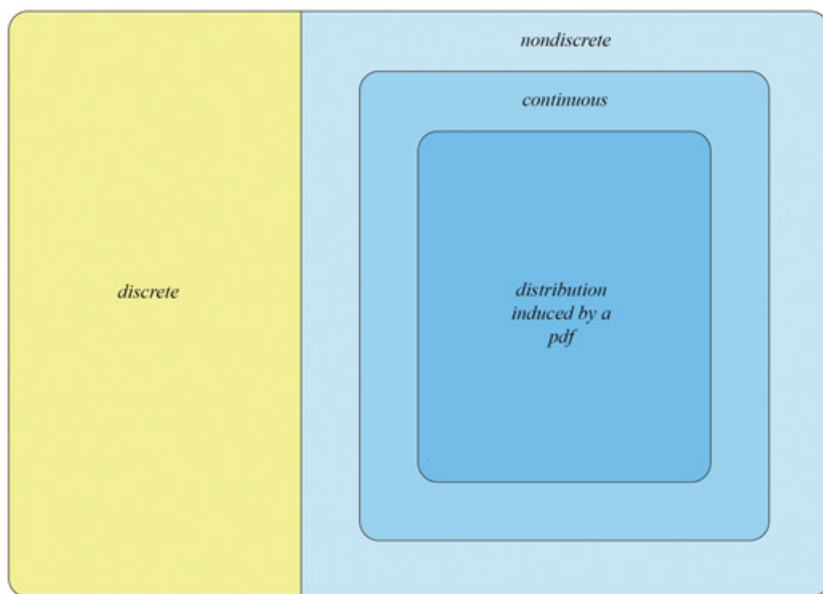 nondiscrete
continuous
discrete
distribution
induced by a
pdf